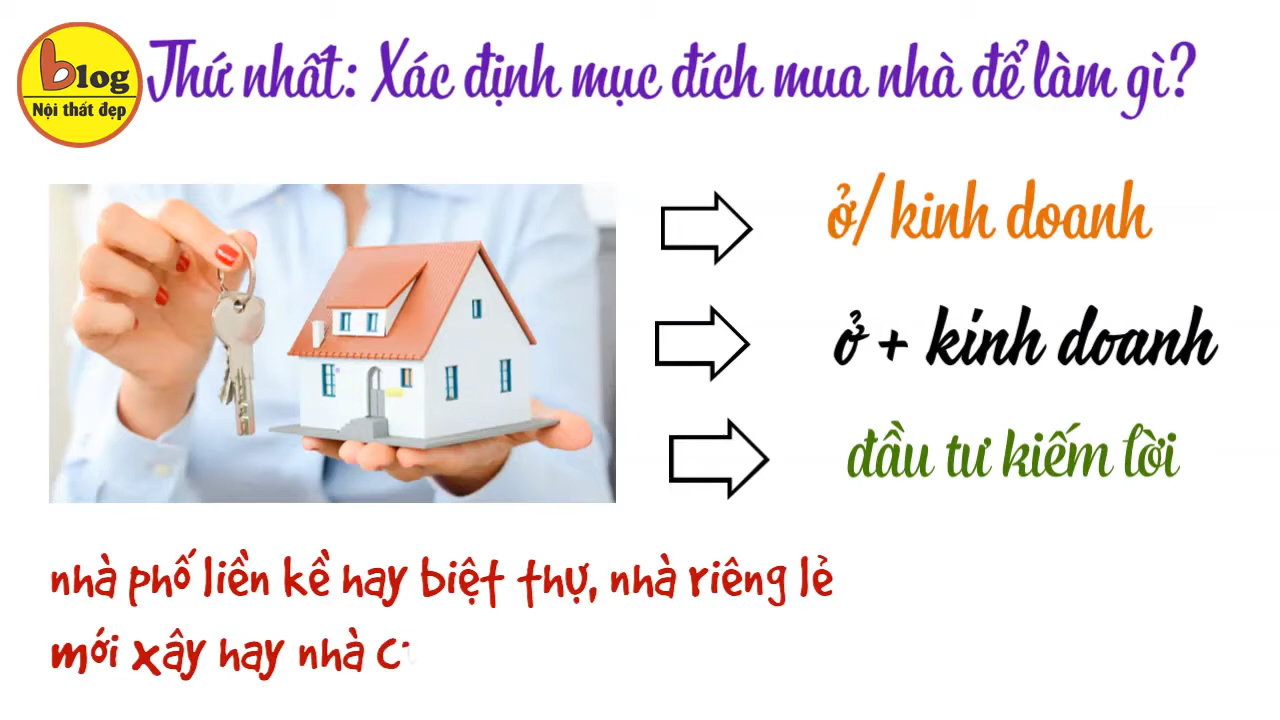 blog
Nội thất đẹp
Thứ nhất: Xác định mục đích mua nhà để làm gì?
ở/ kinh doanh
ở + kinh doanh
đầu tư kiếm lời
nhà phố liền kề hay biệt thự, nhà riêng lẻ
mới xây hay nhà